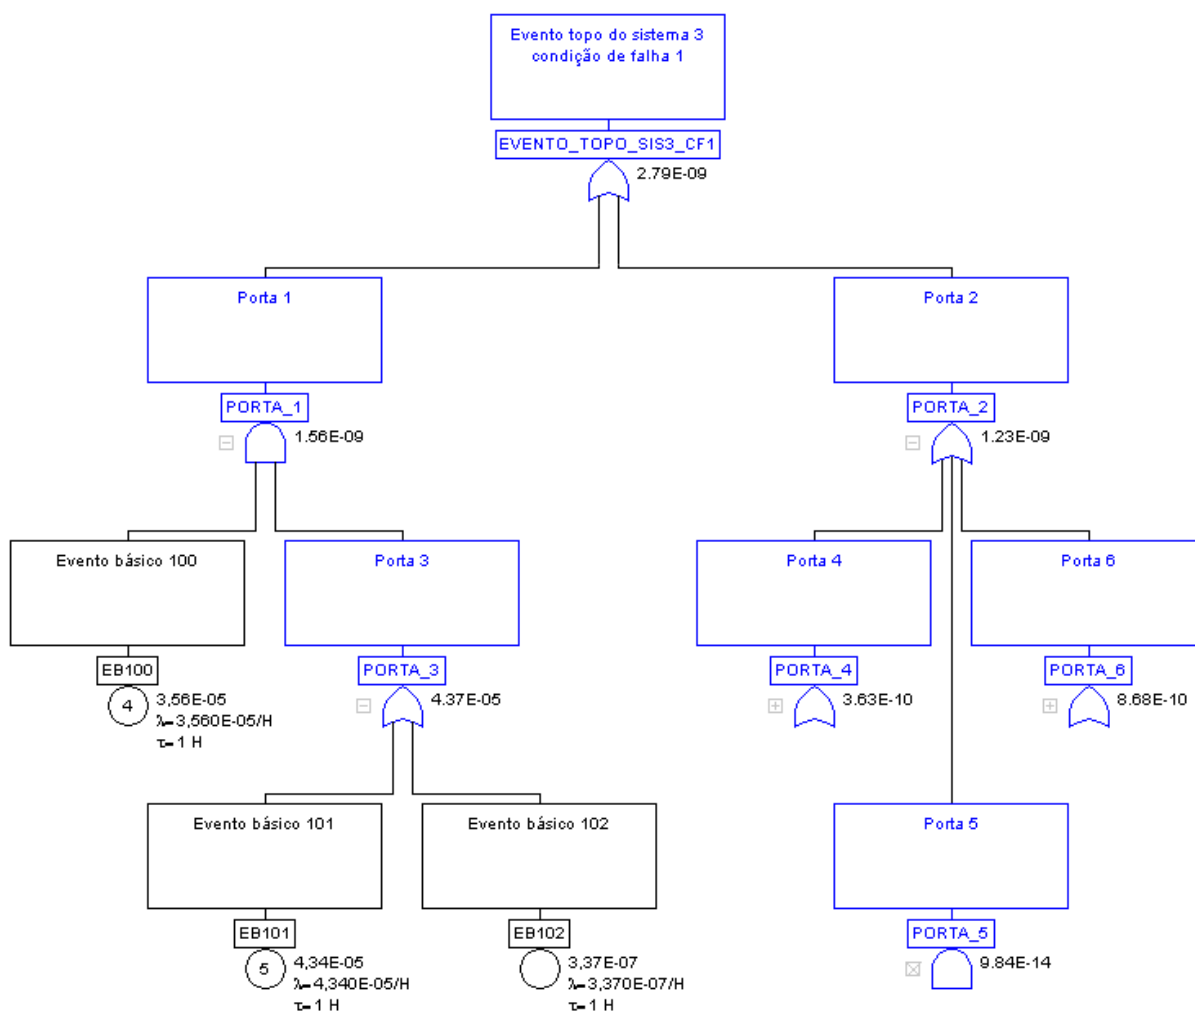 Evento topo do sistema 3
condição de falha 1
EVENTO_TOPO_SIS3_CF1
2.79E-09
Porta 1
PORTA_1
1.56E-09
Porta 2
PORTA_2
1.23E-09
Evento básico 100
EB100
4
3,56E-05
λ=3,560E-05/H
τ=1 H
Porta 3
PORTA_3
4.37E-05
Porta 4
PORTA_4
3.63E-10
Porta 6
PORTA_6
8.68E-10
Evento básico 101
EB101
5
4,34E-05
λ=4,340E-05/H
τ=1 H
Evento básico 102
EB102
3,37E-07
λ=3,370E-07/H
τ=1 H
Porta 5
PORTA_5
9.84E-14